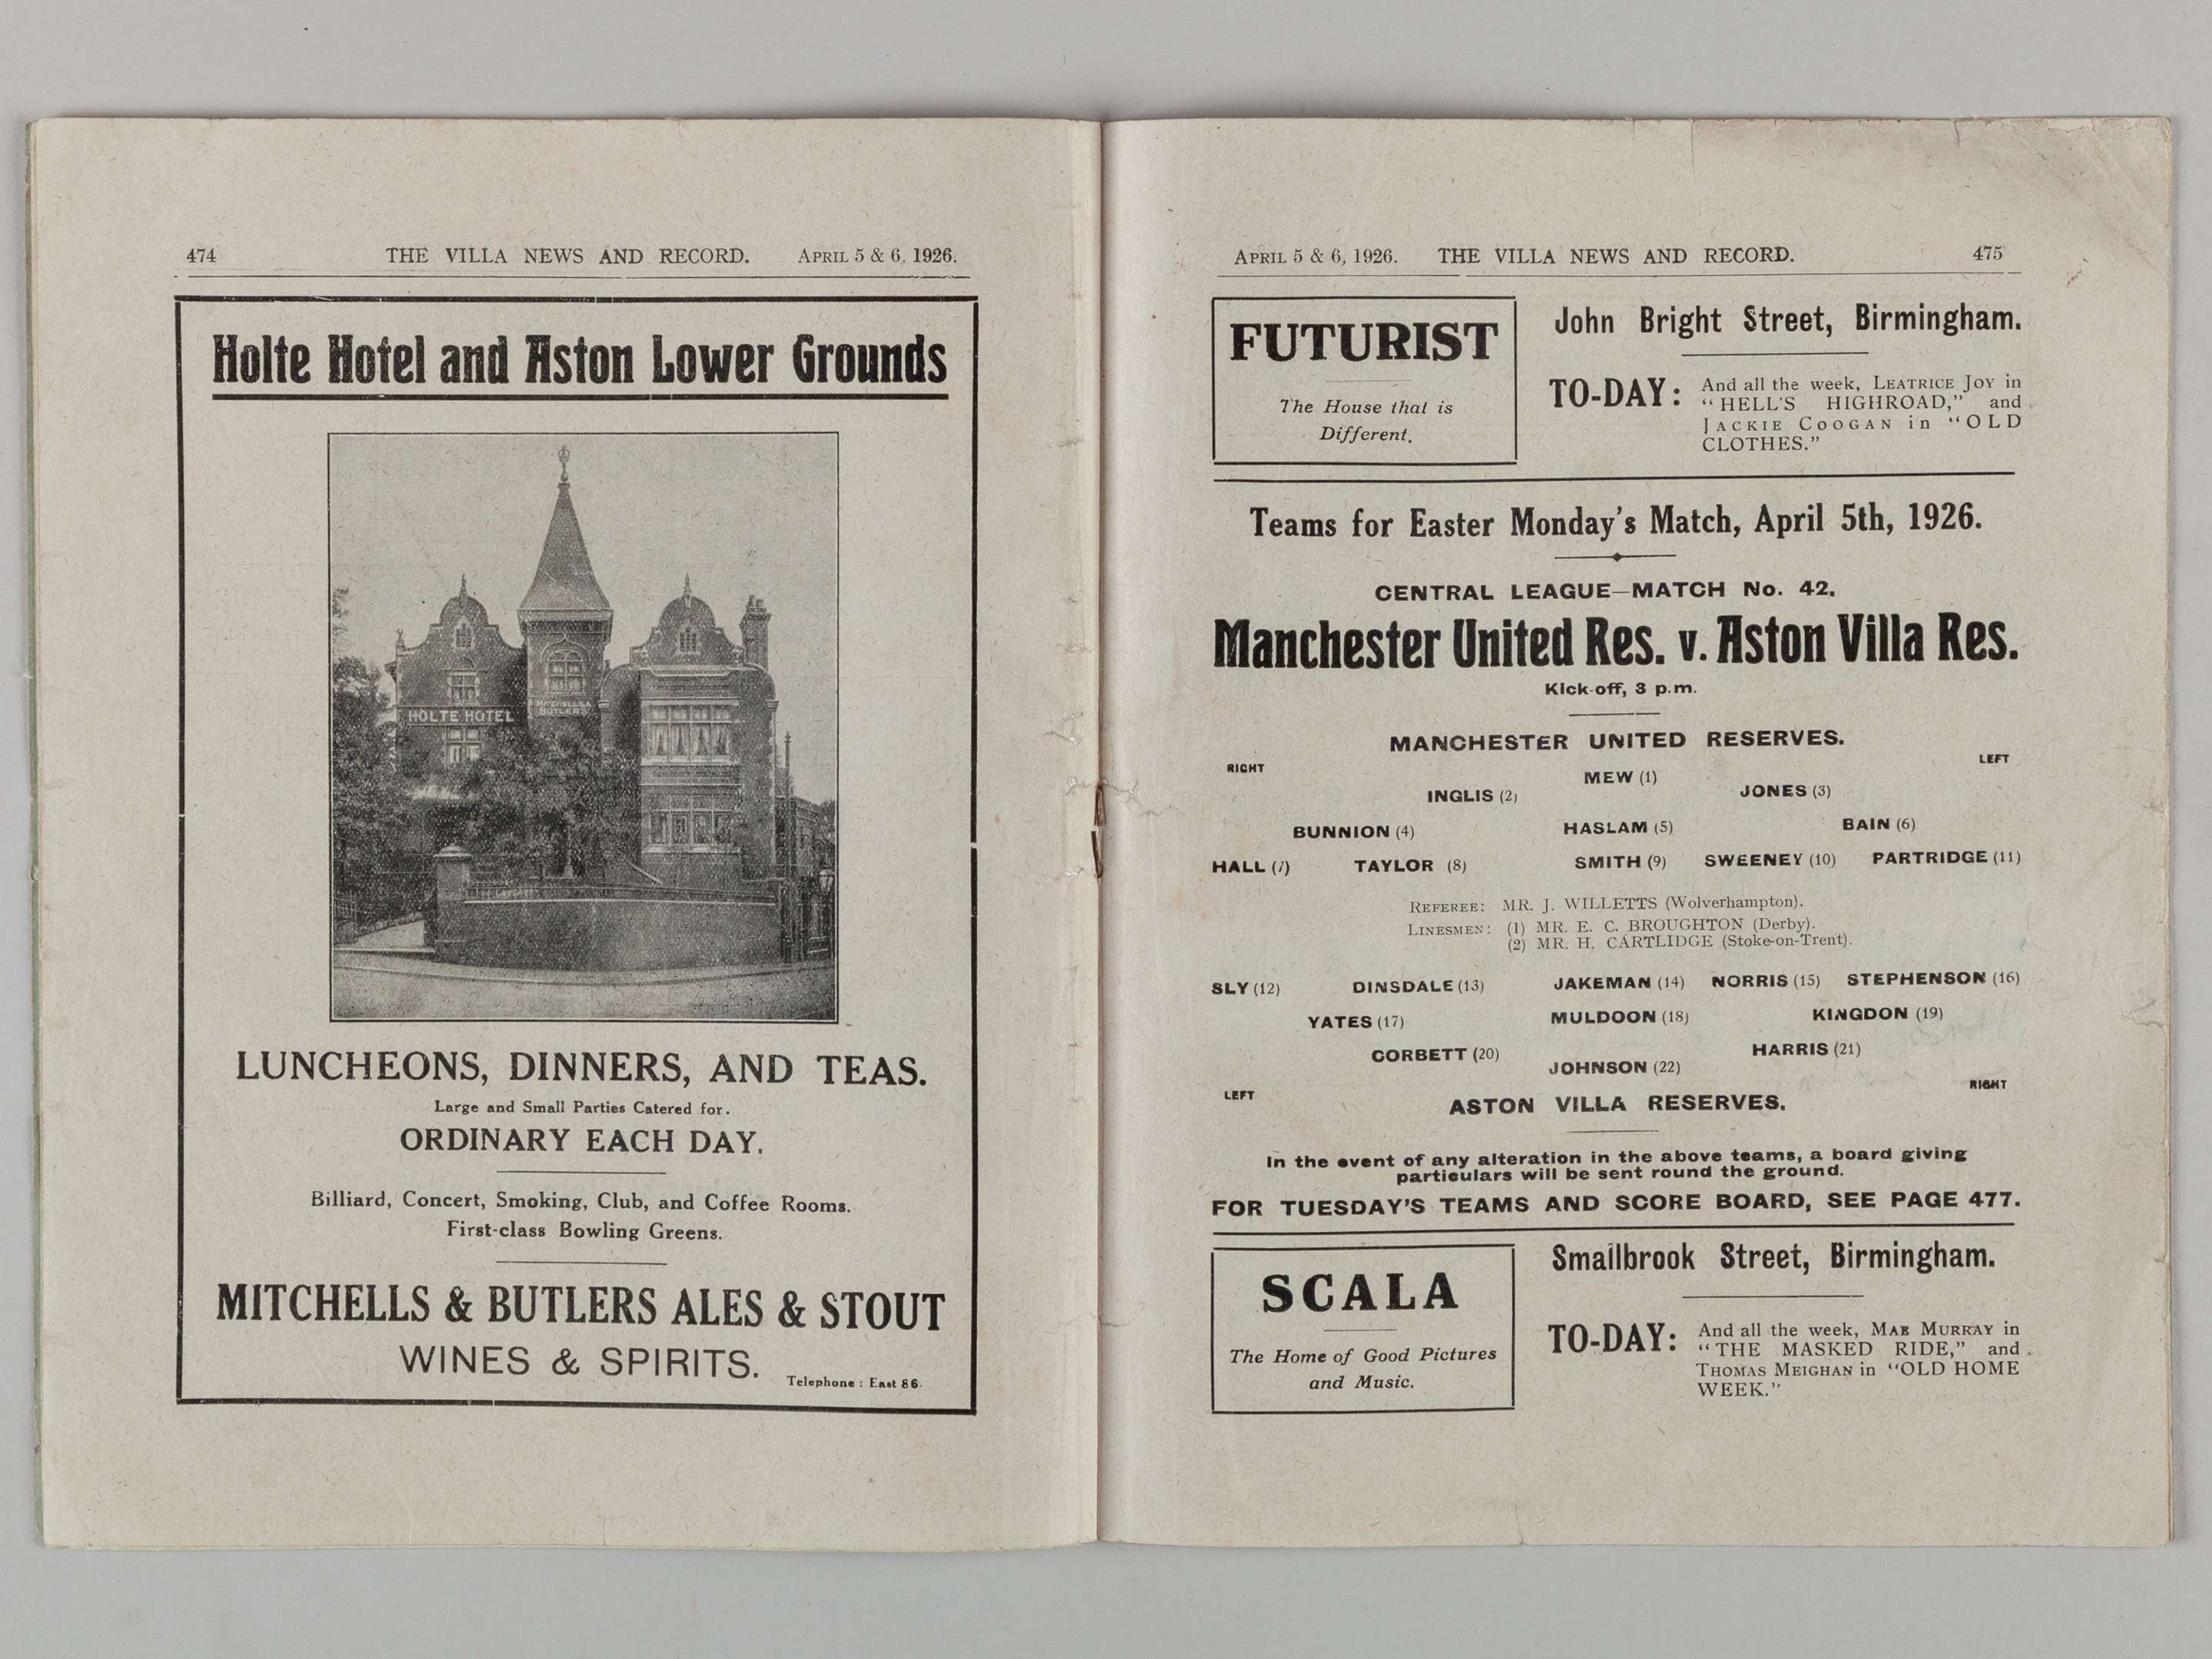 474 THE VILLA NEWS AND RECORD. APRIL 5 & 6, 1926.
Holte Hotel and Aston Lower Grounds
HOLTE HOTEL
MITCHELLS &
BUTLERS
LUNCHEONS, DINNERS, AND TEAS.
Large and Small Parties Catered for.
ORDINARY EACH DAY.
Billiard, Concert, Smoking, Club, and Coffee Rooms.
First-class Bowling Greens.
MITCHELLS & BUTLERS ALES & STOUT
WINES & SPIRITS.
Telephone : East 86.
APRIL 5 & 6, 1926. THE VILLA NEWS AND RECORD. 475
FUTURIST
The House that is
Different.
John Bright Street, Birmingham.
TO-DAY: And all the week, LEATRICE JOY in
"HELL'S HIGHROAD," and
JACKIE COOGAN in "OLD
CLOTHES."
Teams for Easter Monday's Match, April 5th, 1926.
CENTRAL LEAGUE—MATCH No. 42.
Manchester United Res. v. Aston Villa Res.
Kick-off, 3 p.m.
MANCHESTER UNITED RESERVES.
RIGHT LEFT
MEW (1)
INGLIS (2) JONES (3)
BUNNION (4) HASLAM (5) BAIN (6)
HALL (7) TAYLOR (8) SMITH (9) SWEENEY (10) PARTRIDGE (11)
REFEREE: MR. J. WILLETTS (Wolverhampton).
LINESMEN: (1) MR. E. C. BROUGHTON (Derby).
(2) MR. H. CARTLIDGE (Stoke-on-Trent).
SLY (12) DINSDALE (13) JAKEMAN (14) NORRIS (15) STEPHENSON (16)
YATES (17) MULDOON (18) KINGDON (19)
CORBETT (20) HARRIS (21)
JOHNSON (22)
LEFT RIGHT
ASTON VILLA RESERVES.
In the event of any alteration in the above teams, a board giving
particulars will be sent round the ground.
FOR TUESDAY'S TEAMS AND SCORE BOARD, SEE PAGE 477.
SCALA
The Home of Good Pictures
and Music.
Smallbrook Street, Birmingham.
TO-DAY: And all the week, MAE MURRAY in
"THE MASKED RIDE," and
THOMAS MEIGHAN in "OLD HOME
WEEK."